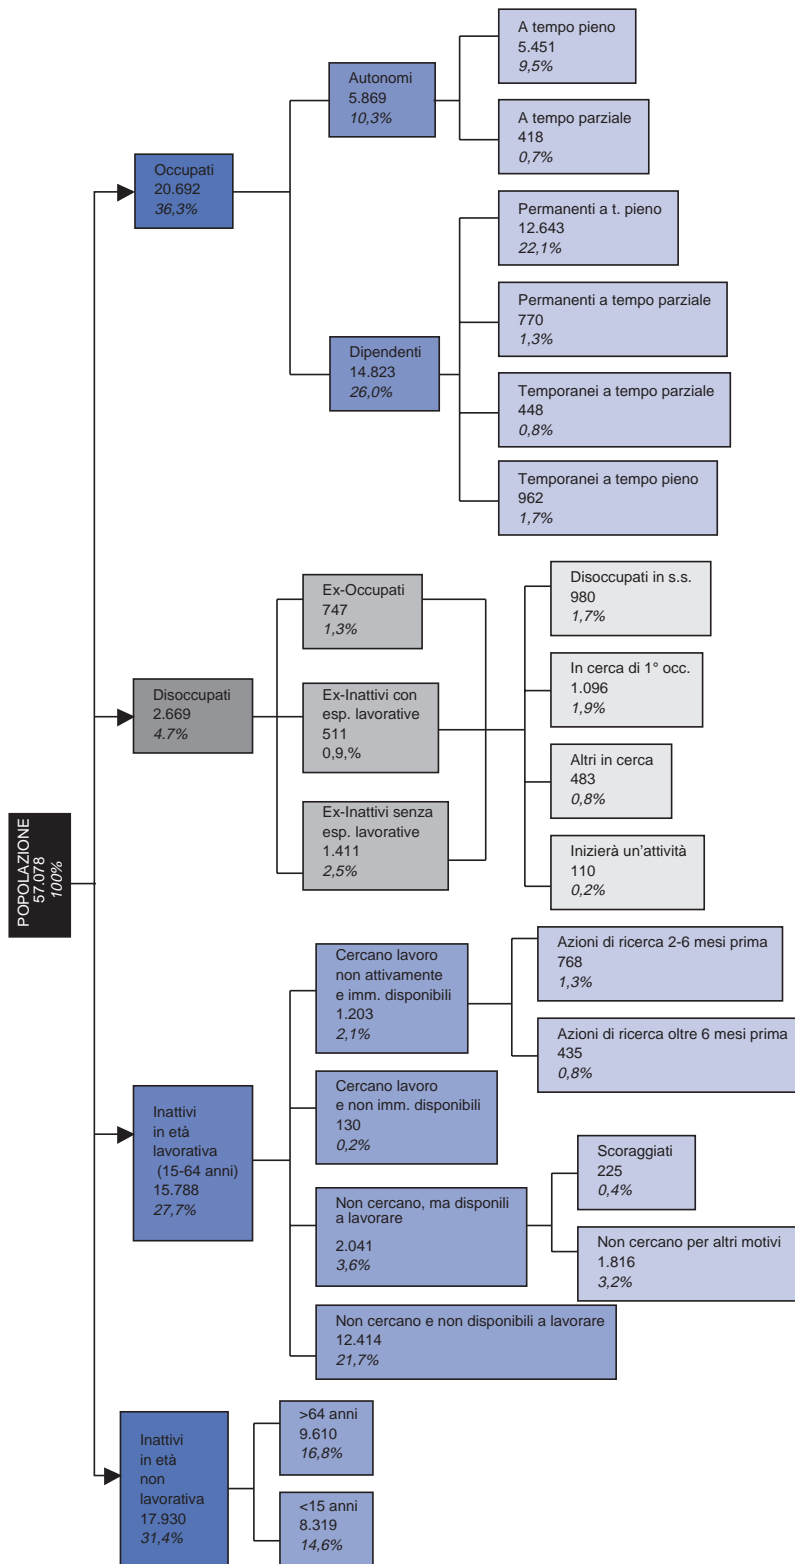 POPOLAZIONE
57.078
100%
Occupati
20.692
36,3%
Autonomi
5.869
10,3%
A tempo pieno
5.451
9,5%
A tempo parziale
418
0,7%
Dipendenti
14.823
26,0%
Permanenti a t. pieno
12.643
22,1%
Permanenti a tempo parziale
770
1,3%
Temporanei a tempo parziale
448
0,8%
Temporanei a tempo pieno
962
1,7%
Disoccupati
2.669
4.7%
Ex-Occupati
747
1,3%
Ex-Inattivi con
esp. lavorative
511
0,9,%
Ex-Inattivi senza
esp. lavorative
1.411
2,5%
Disoccupati in s.s.
980
1,7%
In cerca di 1° occ.
1.096
1,9%
Altri in cerca
483
0,8%
Inizierà un'attività
110
0,2%
Inattivi
in età
lavorativa
(15-64 anni)
15.788
27,7%
Cercano lavoro
non attivamente
e imm. disponibili
1.203
2,1%
Azioni di ricerca 2-6 mesi prima
768
1,3%
Azioni di ricerca oltre 6 mesi prima
435
0,8%
Cercano lavoro
e non imm. disponibili
130
0,2%
Non cercano, ma disponili
a lavorare
2.041
3,6%
Scoraggiati
225
0,4%
Non cercano per altri motivi
1.816
3,2%
Non cercano e non disponibili a lavorare
12.414
21,7%
Inattivi
in età
non
lavorativa
17.930
31,4%
>64 anni
9.610
16,8%
<15 anni
8.319
14,6%